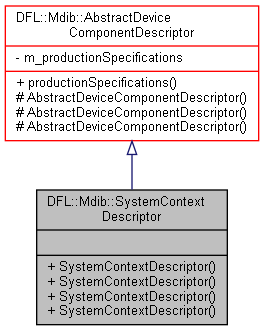 DFL::Mdib::AbstractDevice
ComponentDescriptor
- m_productionSpecifications
+ productionSpecifications()
# AbstractDeviceComponentDescriptor()
# AbstractDeviceComponentDescriptor()
# AbstractDeviceComponentDescriptor()
DFL::Mdib::SystemContext
Descriptor
+ SystemContextDescriptor()
+ SystemContextDescriptor()
+ SystemContextDescriptor()
+ SystemContextDescriptor()